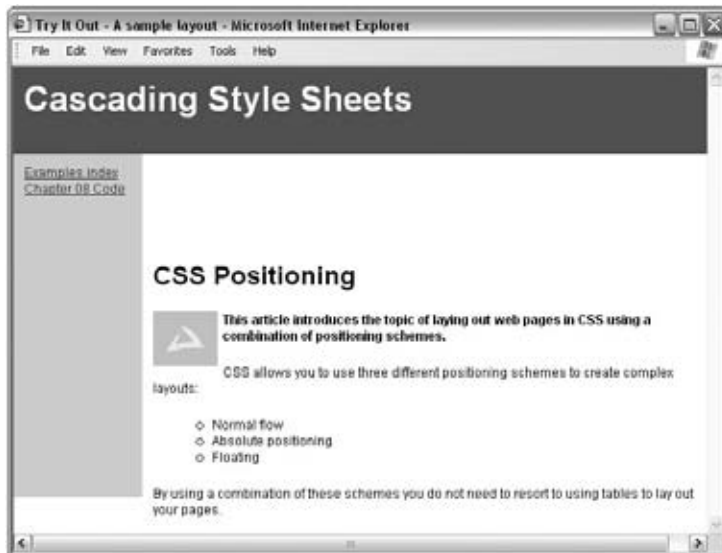 Try It Out - A sample layout - Microsoft Internet Explorer
File Edit View Favorites Tools Help
Cascading Style Sheets
Examples index
Chapter 08 Code
CSS Positioning
This article introduces the topic of laying out web pages in CSS using a
combination of positioning schemes.
CSS allows you to use three different positioning schemes to create complex
layouts:
Normal flow
Absolute positioning
Floating
By using a combination of these schemes you do not need to resort to using tables to lay out
your pages.